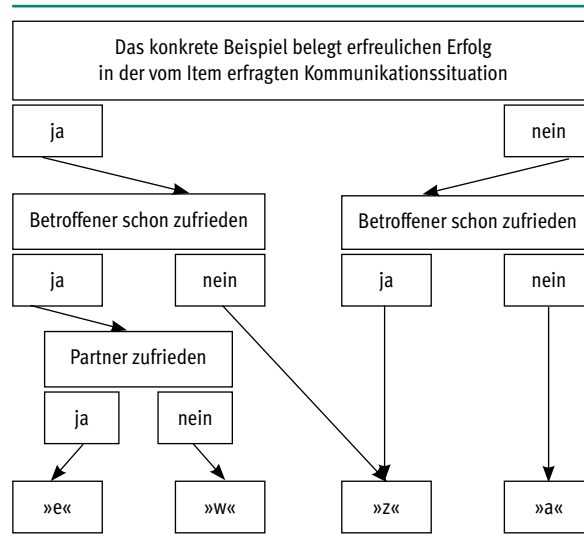 Das konkrete Beispiel belegt erfreulichen Erfolg
in der vom Item erfragten Kommunikationssituation
ja
nein
Betroffener schon zufrieden
Betroffener schon zufrieden
ja
nein
ja
nein
Partner zufrieden
ja
nein
»e«
»w«
»z«
»a«